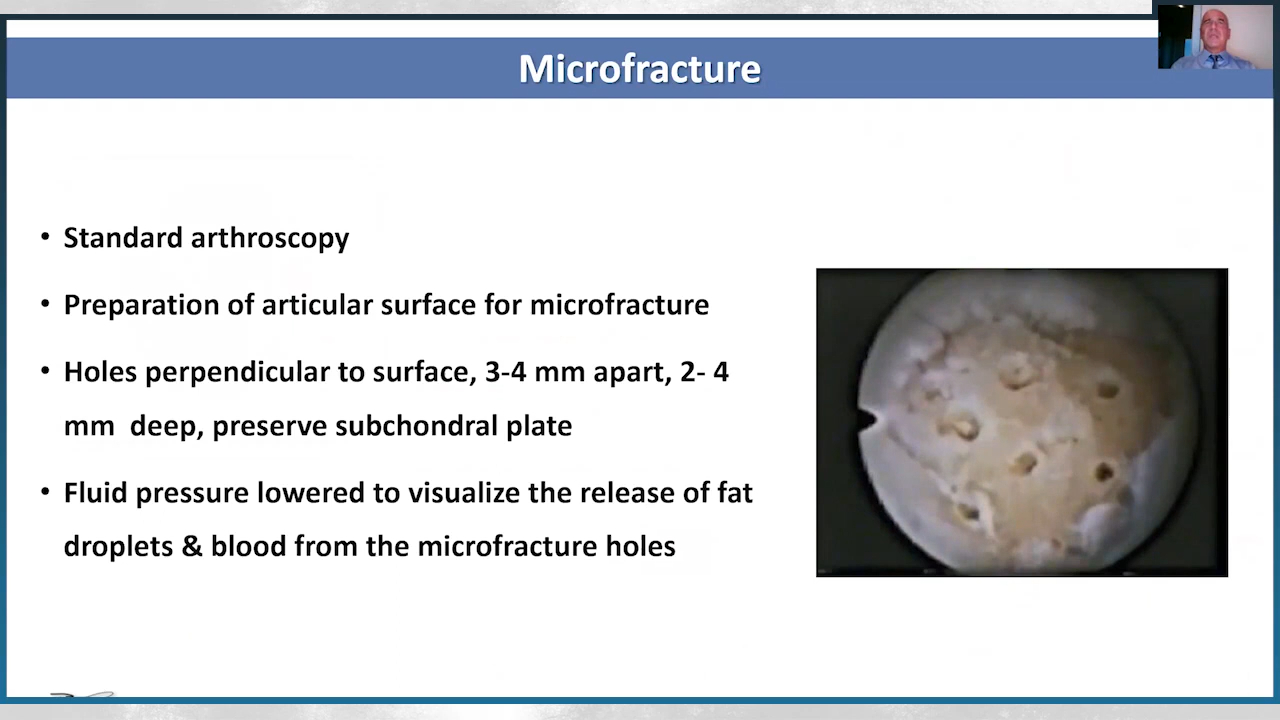 Microfracture
• Standard arthroscopy
• Preparation of articular surface for microfracture
• Holes perpendicular to surface, 3-4 mm apart, 2- 4
mm deep, preserve subchondral plate
• Fluid pressure lowered to visualize the release of fat
droplets & blood from the microfracture holes